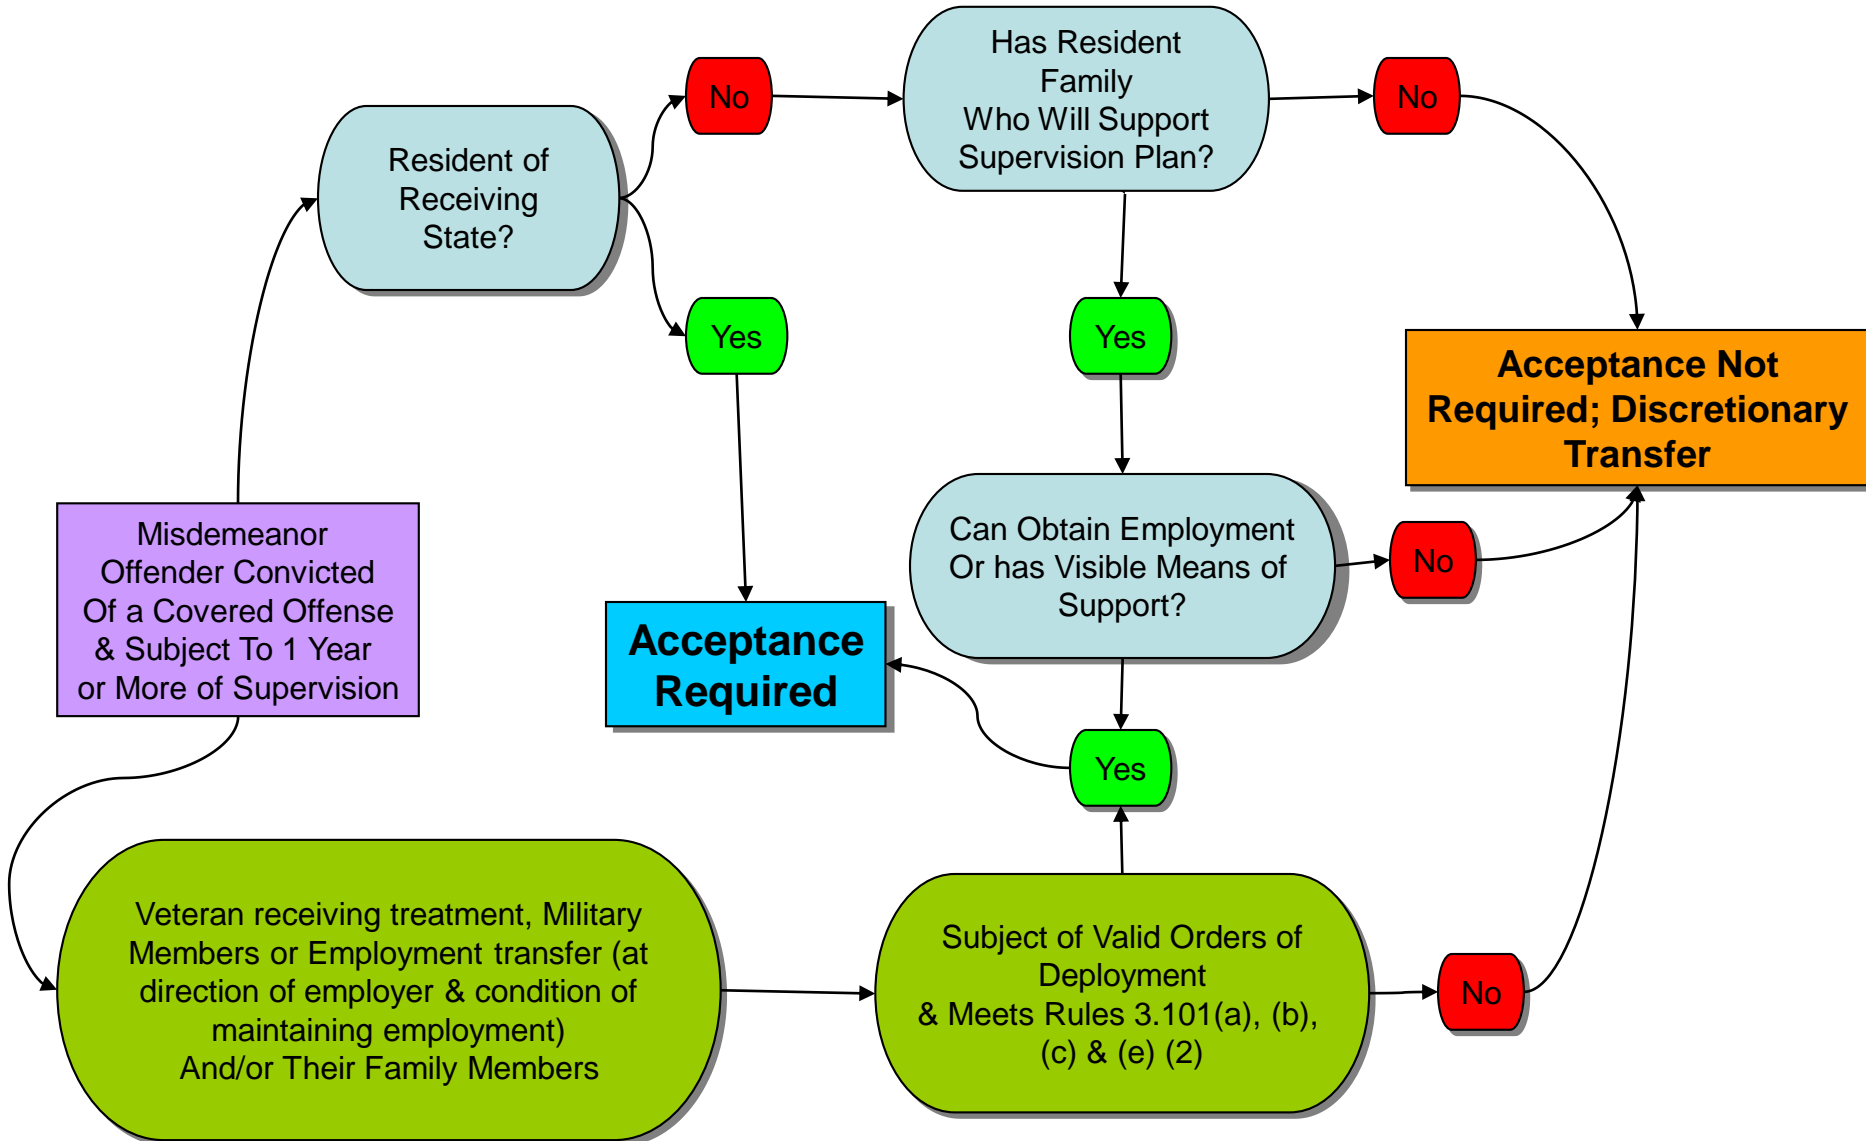 Has Resident
Family
Who Will Support
Supervision Plan?
No
No
Resident of
Receiving
State?
Yes
Yes
Acceptance Not
Required; Discretionary
Transfer
Misdemeanor
Offender Convicted
Of a Covered Offense
& Subject To 1 Year
or More of Supervision
Can Obtain Employment
Or has Visible Means of
Support?
No
Acceptance
Required
Yes
Veteran receiving treatment, Military
Members or Employment transfer (at
direction of employer & condition of
maintaining employment)
And/or Their Family Members
Subject of Valid Orders of
Deployment
& Meets Rules 3.101(a), (b),
(c) & (e) (2)
No